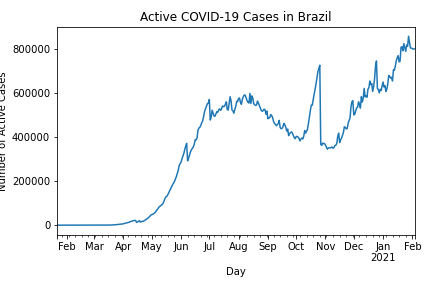 Active COVID-19 Cases in Brazil
Number of Active Cases
800000
600000
400000
200000
0
Feb Mar Apr May Jun Jul Aug Sep Oct Nov Dec Jan Feb
2021
Day